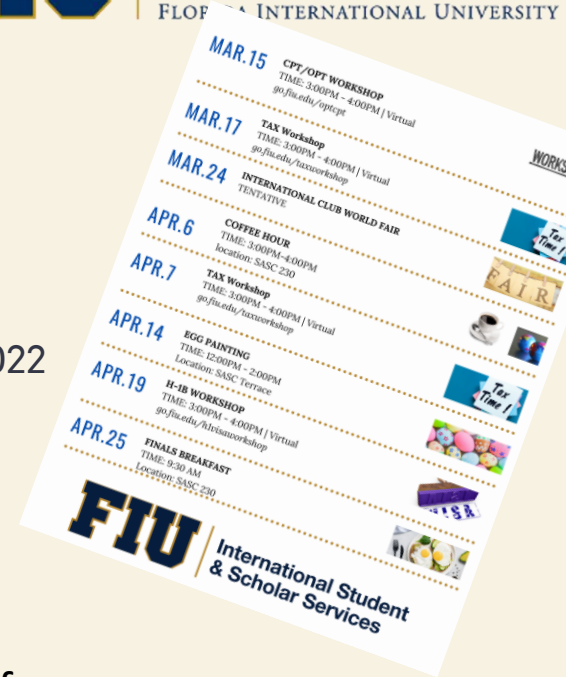 FLORIDA INTERNATIONAL UNIVERSITY
MAR.15
CPT/OPT WORKSHOP
TIME: 3:00PM - 4:00PM | Virtual
go.fiu.edu/optcpt
MAR.17
TAX Workshop
TIME: 3:00PM - 4:00PM | Virtual
go.fiu.edu/taxworkshop
MAR.24
INTERNATIONAL CLUB WORLD FAIR
TENTATIVE
APR.6
COFFEE HOUR
TIME: 3:00PM-4:00PM
location: SASC 230
APR.7
TAX Workshop
TIME: 3:00PM - 4:00PM | Virtual
go.fiu.edu/taxworkshop
APR.14
EGG PAINTING
TIME: 12:00PM - 2:00PM
Location: SASC Terrace
APR.19
H-1B WORKSHOP
TIME: 3:00PM - 4:00PM | Virtual
go.fiu.edu/h1visaworkshop
APR.25
FINALS BREAKFAST
TIME: 9:30 AM
Location: SASC 230
WORKS
Tax
Time!
FAIR
Tax
Time!
VISA
022
FIU
International Student
& Scholar Services